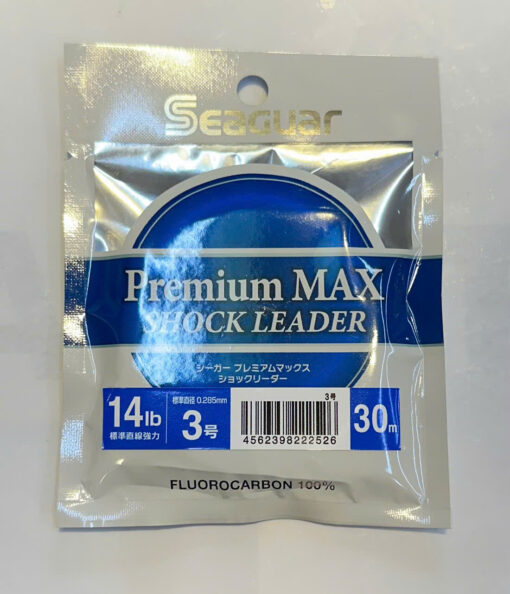 Seaguar
Premium MAX
SHOCK LEADER
シーガー プレミアムマックス
ショックリーダー
14lb
標準直線強力
標準直径 0.285mm
3号
3号
4562398222526
30m
FLUOROCARBON 100%